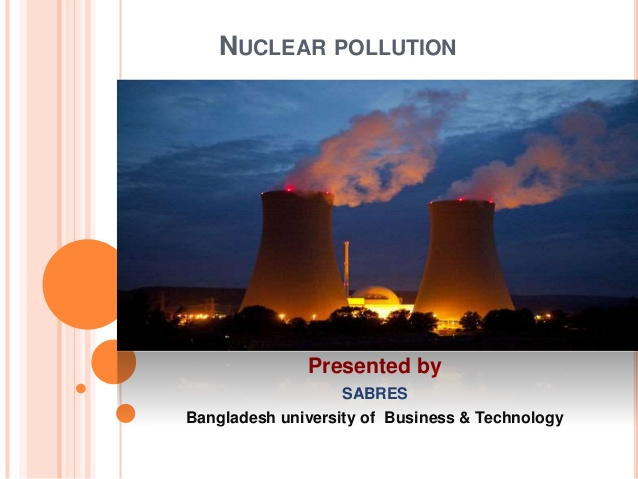 NUCLEAR POLLUTION
Presented by
SABRES
Bangladesh university of Business & Technology